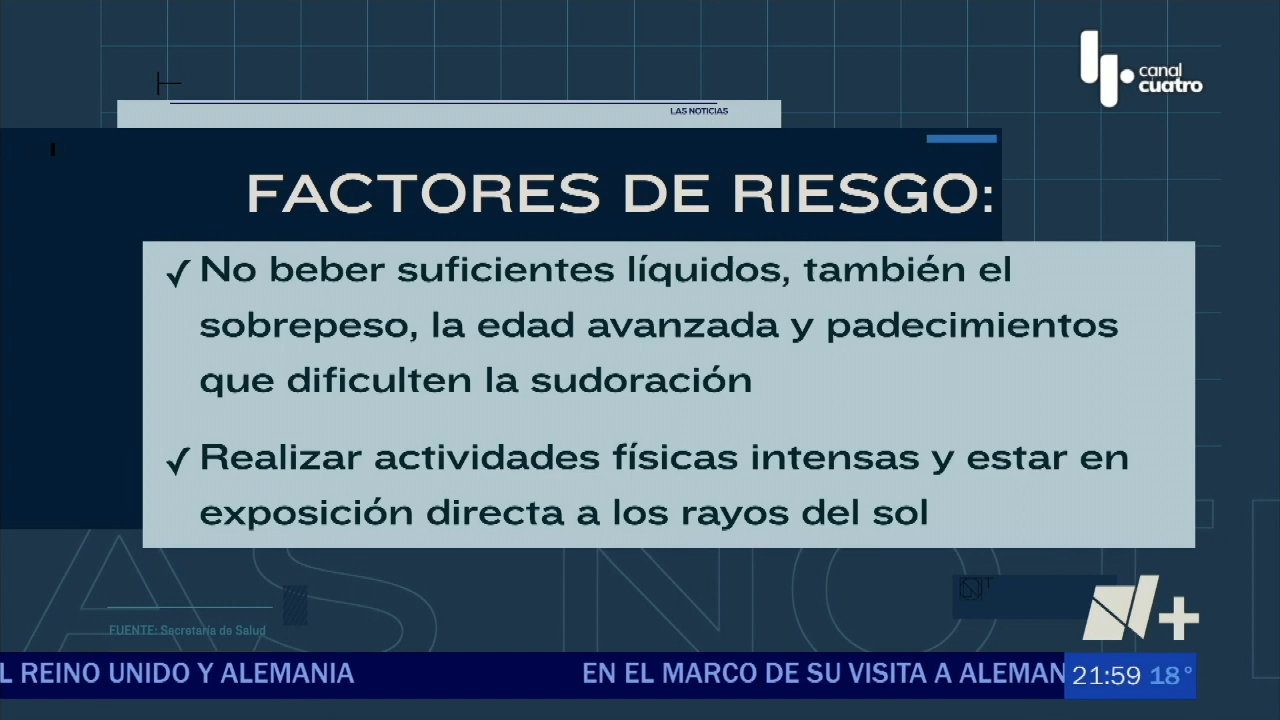 canal
cuatro
LAS NOTICIAS
FACTORES DE RIESGO:
✓ No beber suficientes líquidos, también el
sobrepeso, la edad avanzada y padecimientos
que dificulten la sudoración
✓ Realizar actividades físicas intensas y estar en
exposición directa a los rayos del sol
AS NOT
N+
FUENTE: Secretaría de Salud
L REINO UNIDO Y ALEMANIA EN EL MARCO DE SU VISITA A ALEMAN
21:59 18°